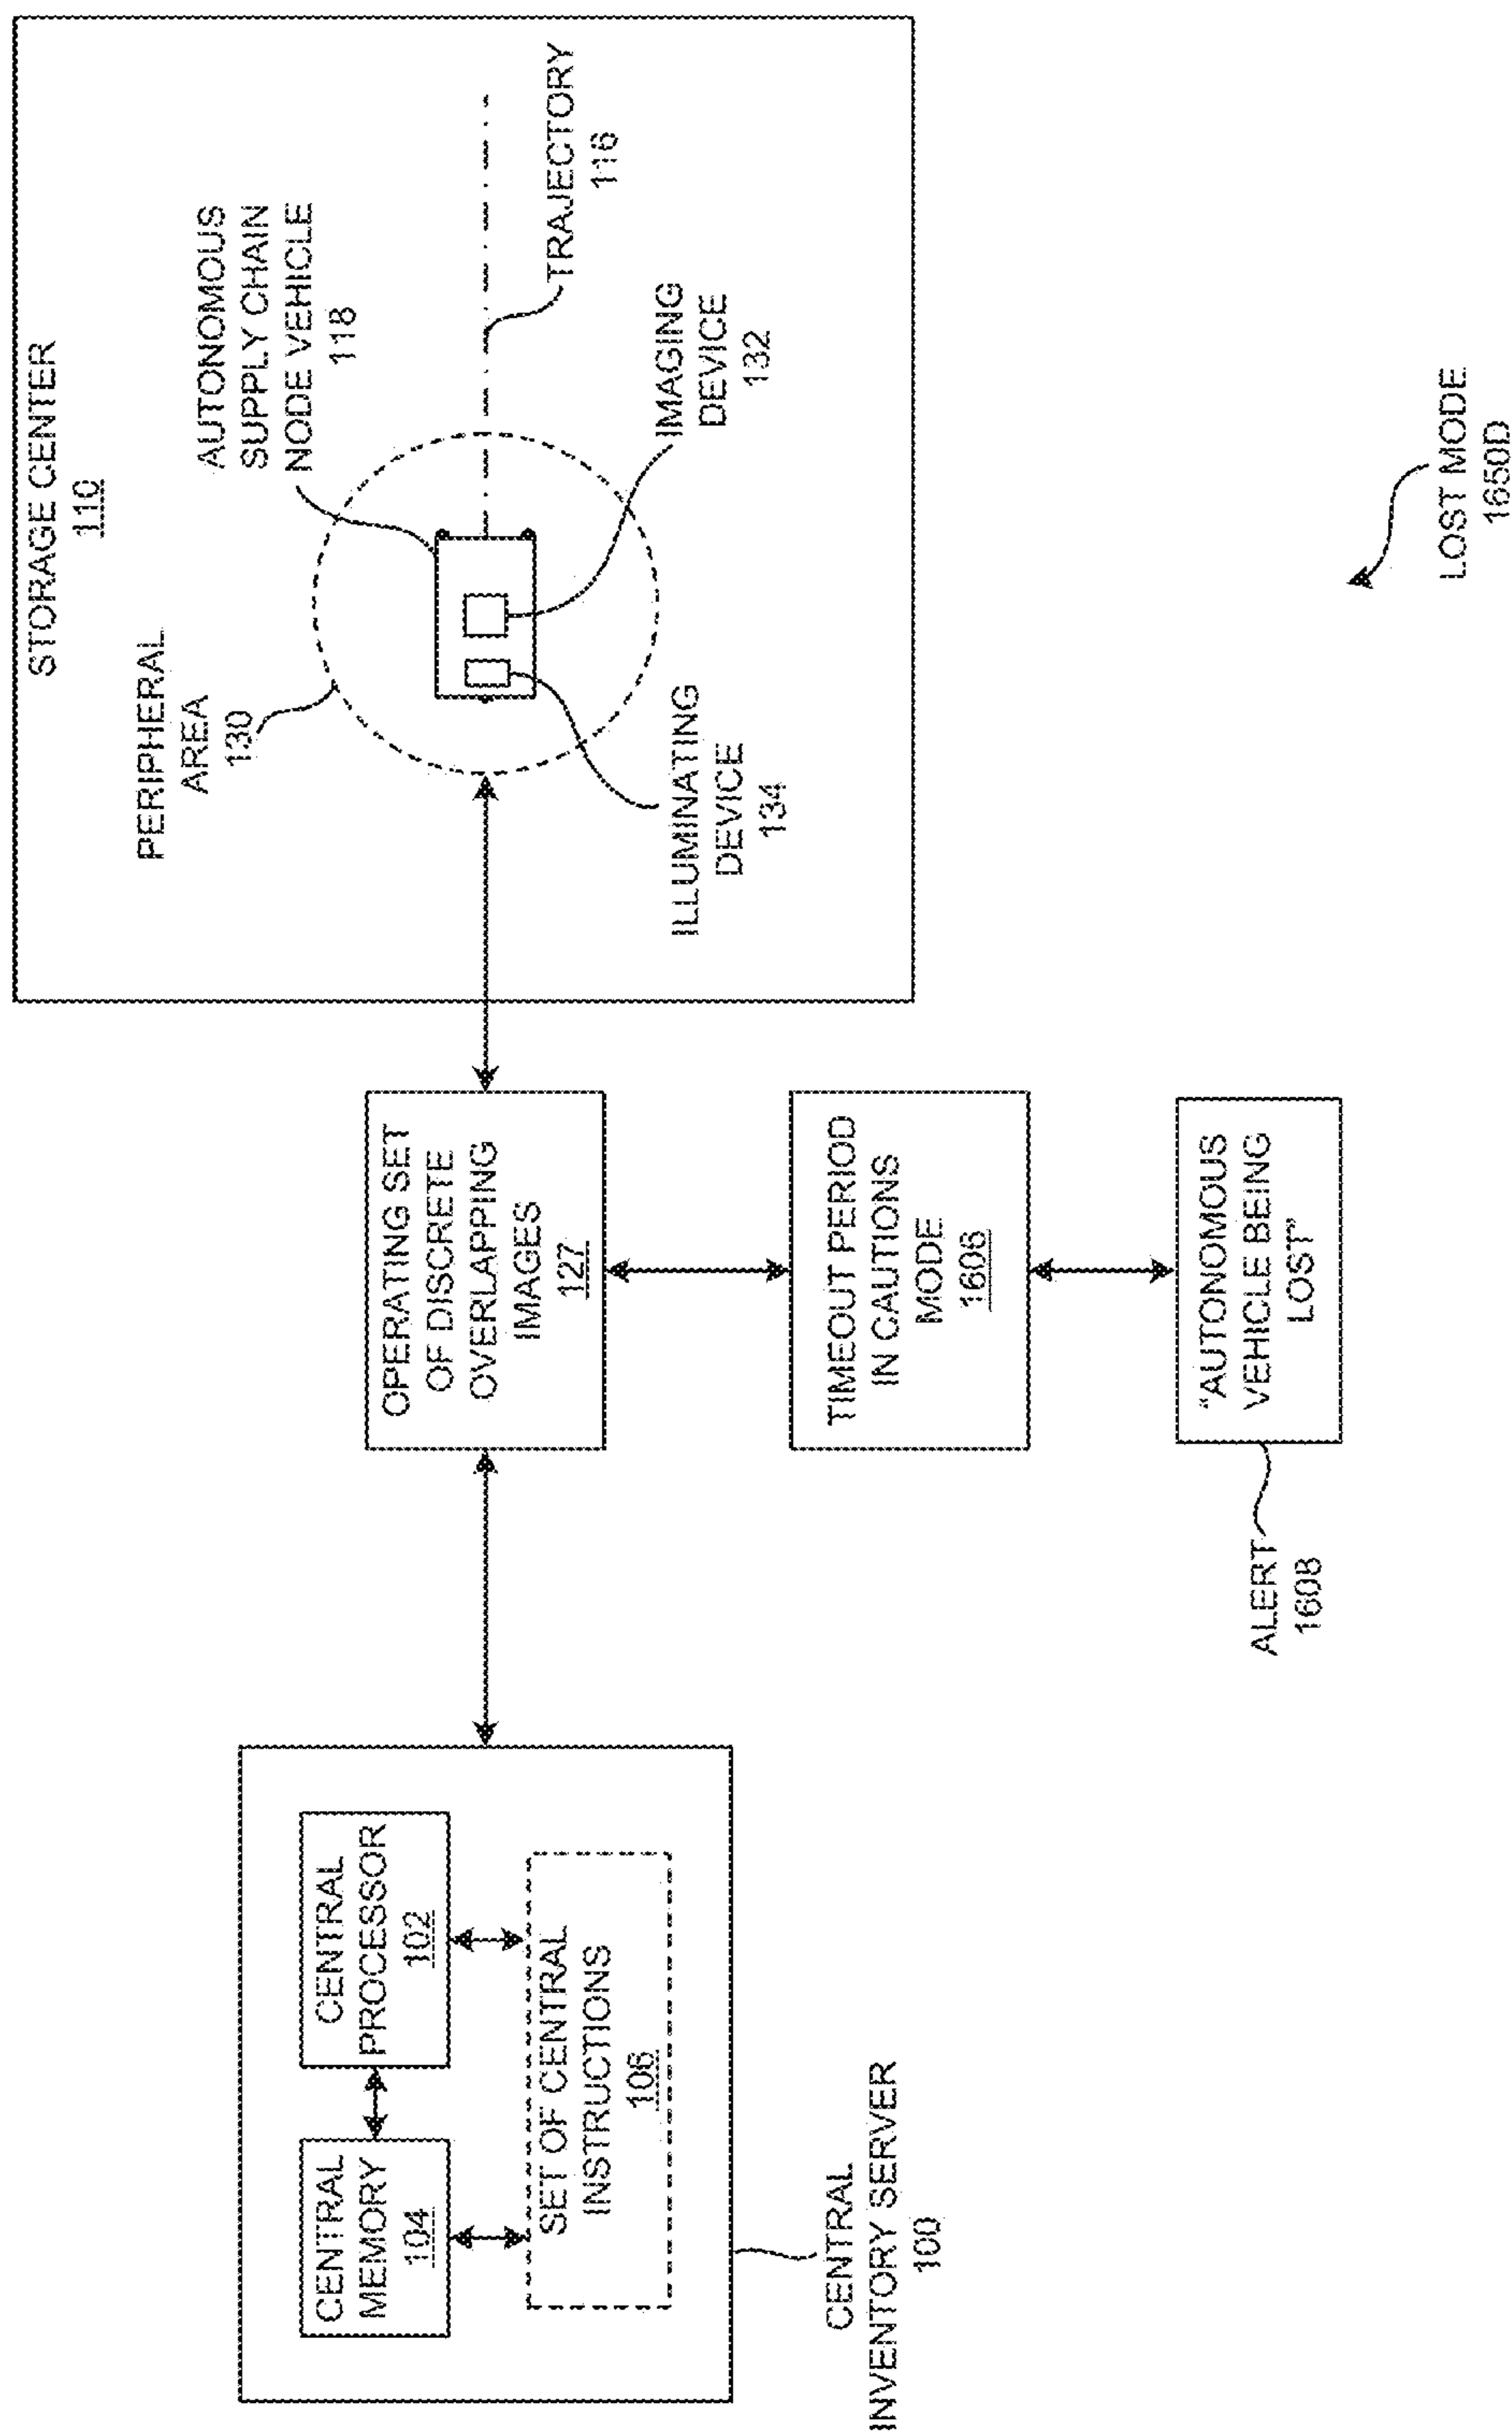 CENTRAL
MEMORY
104
CENTRAL
PROCESSOR
102
SET OF CENTRAL
INSTRUCTIONS
106
CENTRAL
INVENTORY SERVER
100
OPERATING SET
OF DISCRETE
OVERLAPPING
IMAGES
127
TIMEOUT PERIOD
IN CAUTIONS
MODE
1606
"AUTONOMOUS
VEHICLE BEING
LOST"
ALERT
1608
STORAGE CENTER
110
PERIPHERAL
AREA
130
AUTONOMOUS
SUPPLY CHAIN
NODE VEHICLE
118
TRAJECTORY
116
IMAGING
DEVICE
132
ILLUMINATING
DEVICE
134
LOST MODE
1650D